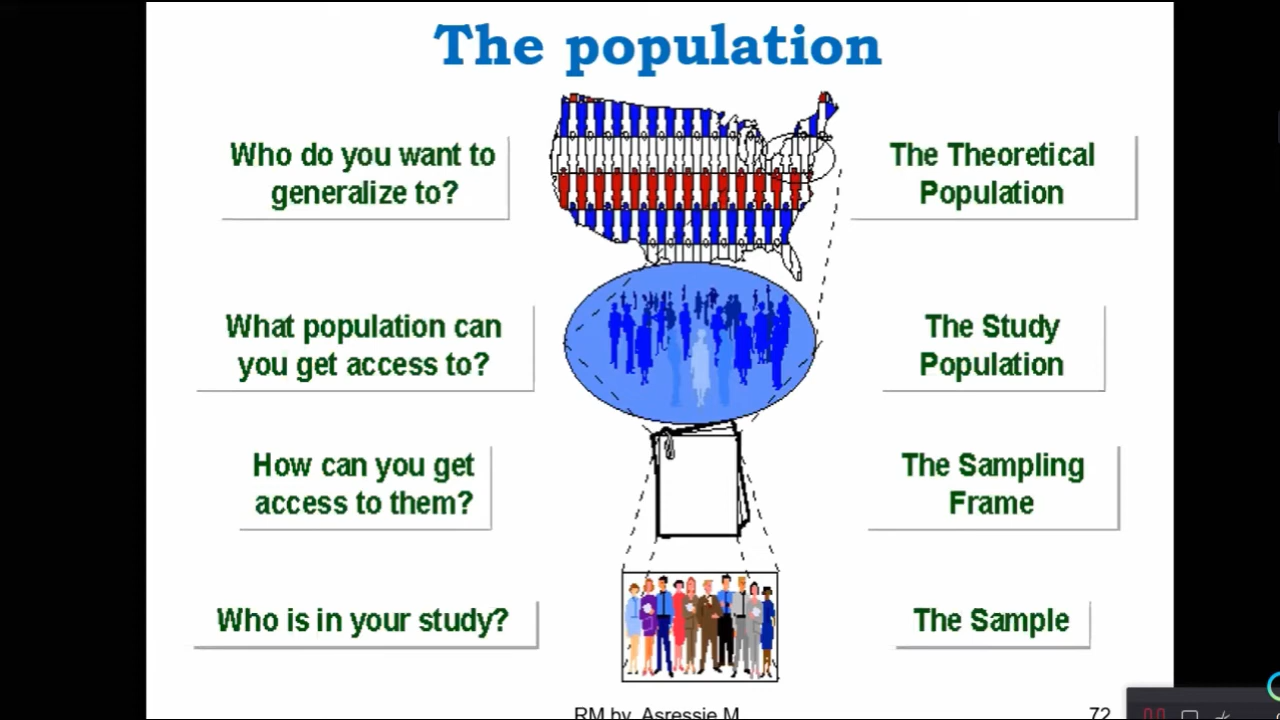 The population
Who do you want to
generalize to?
The Theoretical
Population
What population can
you get access to?
The Study
Population
How can you get
access to them?
The Sampling
Frame
Who is in your study?
The Sample
RM by Asressie M
72